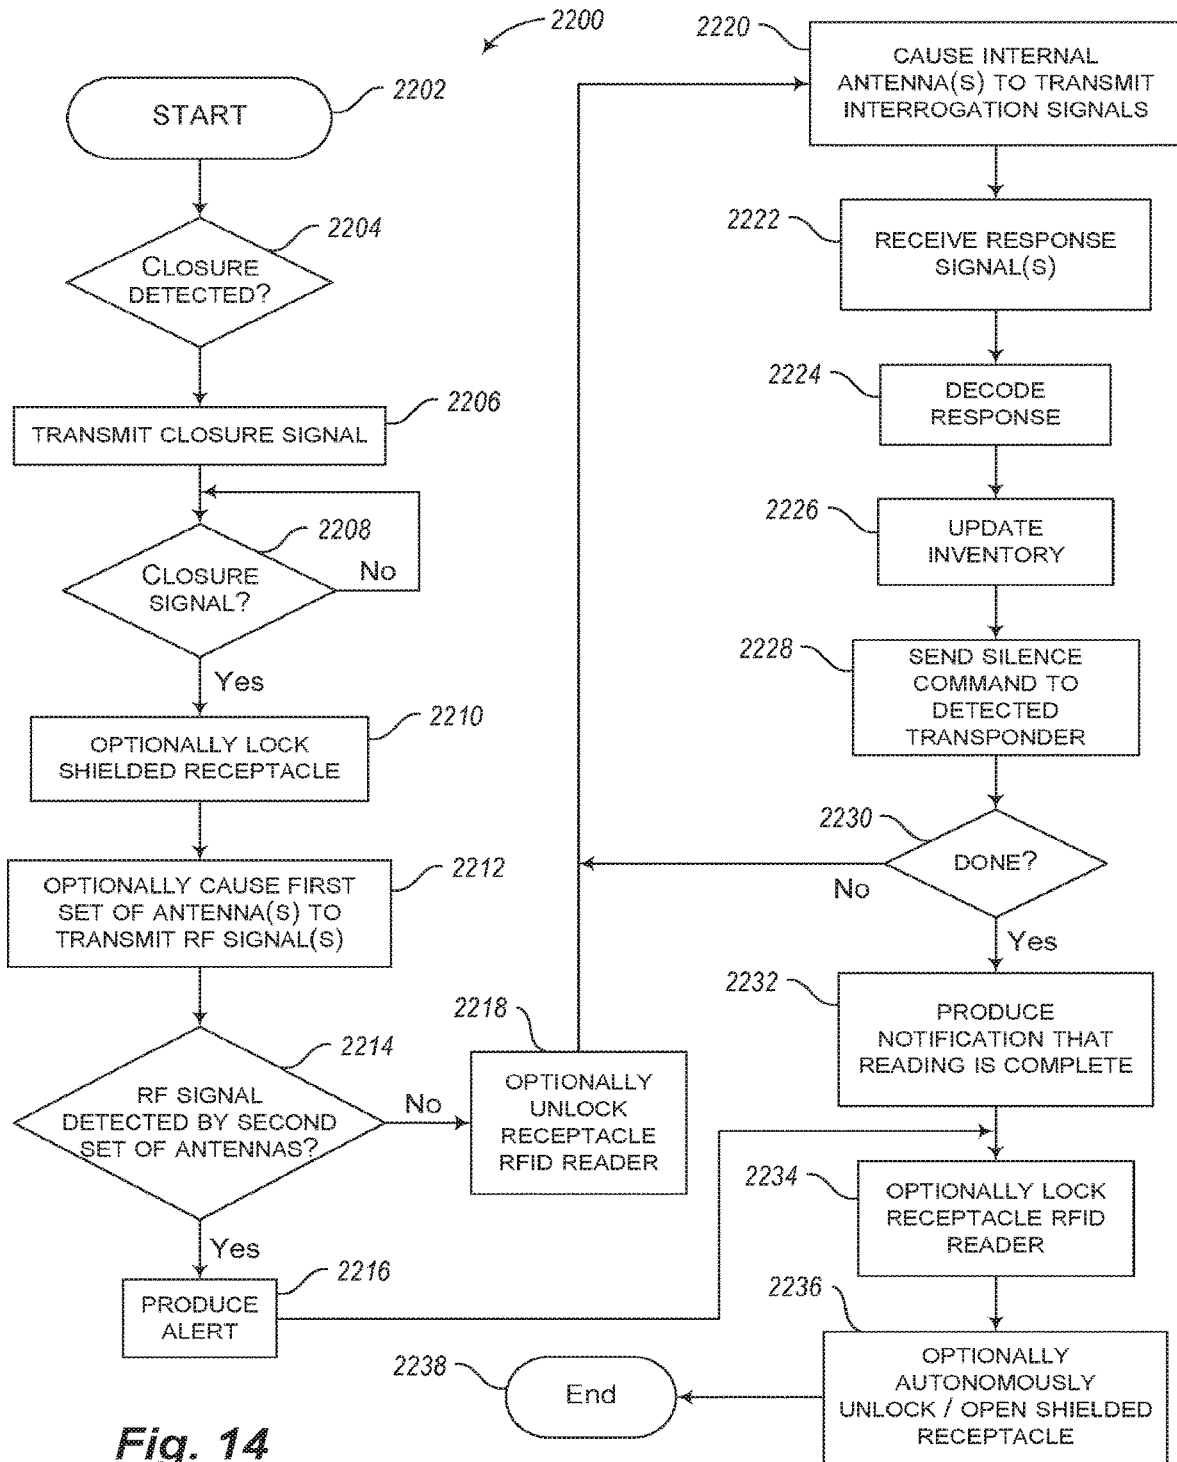 2200
START
2202
2204
CLOSURE
DETECTED?
2206
TRANSMIT CLOSURE SIGNAL
2208
CLOSURE
SIGNAL?
No
Yes
2210
OPTIONALLY LOCK
SHIELDED RECEPTACLE
2212
OPTIONALLY CAUSE FIRST
SET OF ANTENNA(S) TO
TRANSMIT RF SIGNAL(S)
2214
RF SIGNAL
DETECTED BY SECOND
SET OF ANTENNAS?
No
Yes
2216
PRODUCE
ALERT
2218
OPTIONALLY
UNLOCK
RECEPTACLE
RFID READER
2220
CAUSE INTERNAL
ANTENNA(S) TO TRANSMIT
INTERROGATION SIGNALS
2222
RECEIVE RESPONSE
SIGNAL(S)
2224
DECODE
RESPONSE
2226
UPDATE
INVENTORY
2228
SEND SILENCE
COMMAND TO
DETECTED
TRANSPONDER
2230
DONE?
No
Yes
2232
PRODUCE
NOTIFICATION THAT
READING IS COMPLETE
2234
OPTIONALLY LOCK
RECEPTACLE RFID
READER
2236
OPTIONALLY
AUTONOMOUSLY
UNLOCK / OPEN SHIELDED
RECEPTACLE
2238
End
Fig. 14